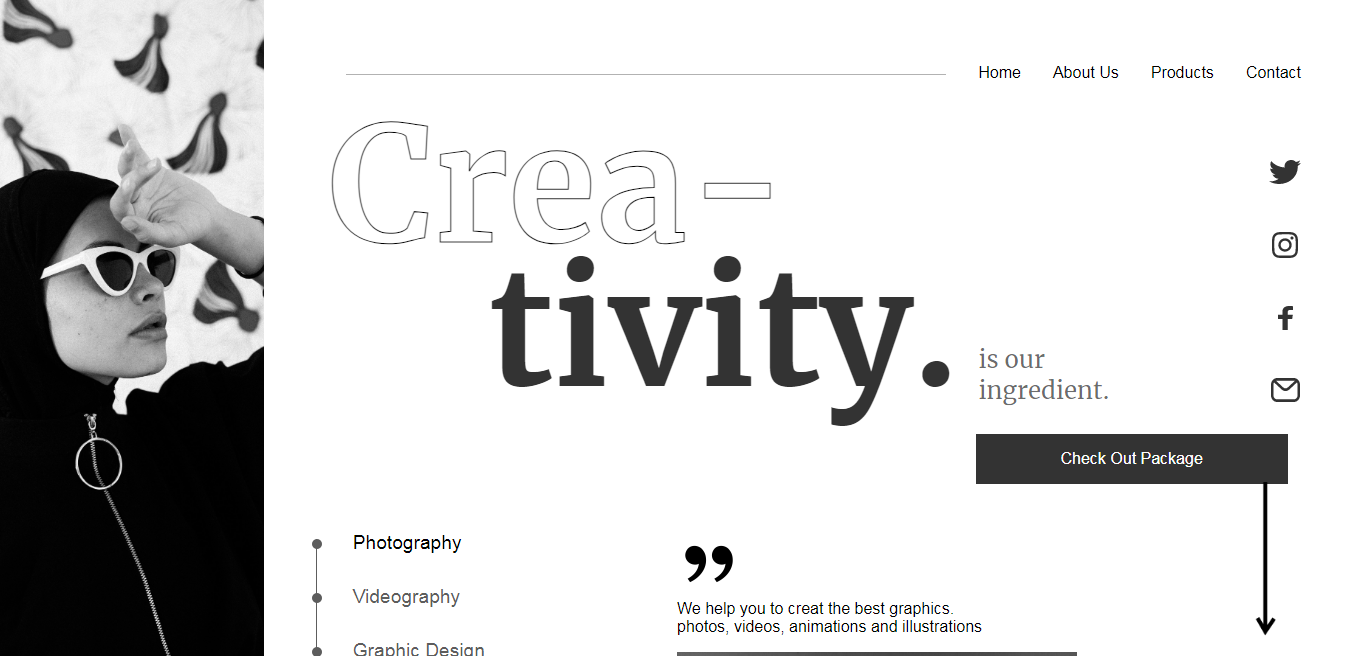 Home About Us Products Contact
Crea-
tivity.
is our
ingredient.
Check Out Package
Photography
Videography
Graphic Design
”
We help you to creat the best graphics.
photos, videos, animations and illustrations